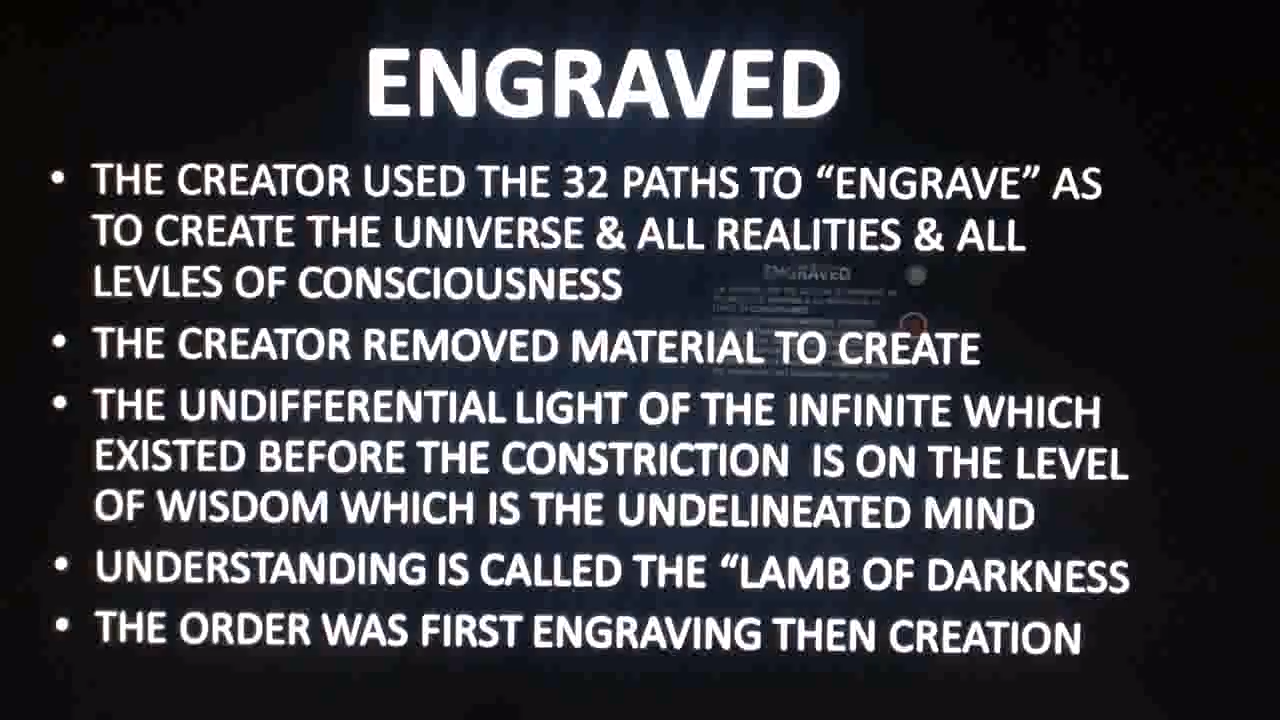 ENGRAVED
• THE CREATOR USED THE 32 PATHS TO “ENGRAVE” AS
TO CREATE THE UNIVERSE & ALL REALITIES & ALL
LEVLES OF CONSCIOUSNESS
• THE CREATOR REMOVED MATERIAL TO CREATE
• THE UNDIFFERENTIAL LIGHT OF THE INFINITE WHICH
EXISTED BEFORE THE CONSTRICTION IS ON THE LEVEL
OF WISDOM WHICH IS THE UNDELINEATED MIND
• UNDERSTANDING IS CALLED THE “LAMB OF DARKNESS
• THE ORDER WAS FIRST ENGRAVING THEN CREATION
ENGRAVED